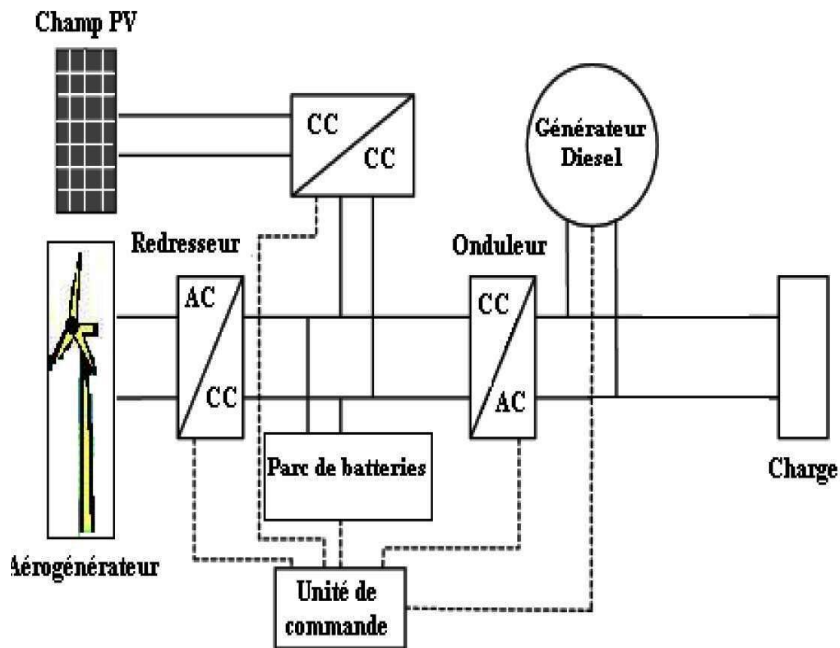 Champ PV
CC
CC
Générateur
Diesel
Redresseur
Onduleur
AC
CC
CC
AC
Parc de batteries
Charge
Aérogénérateur
Unité de
commande